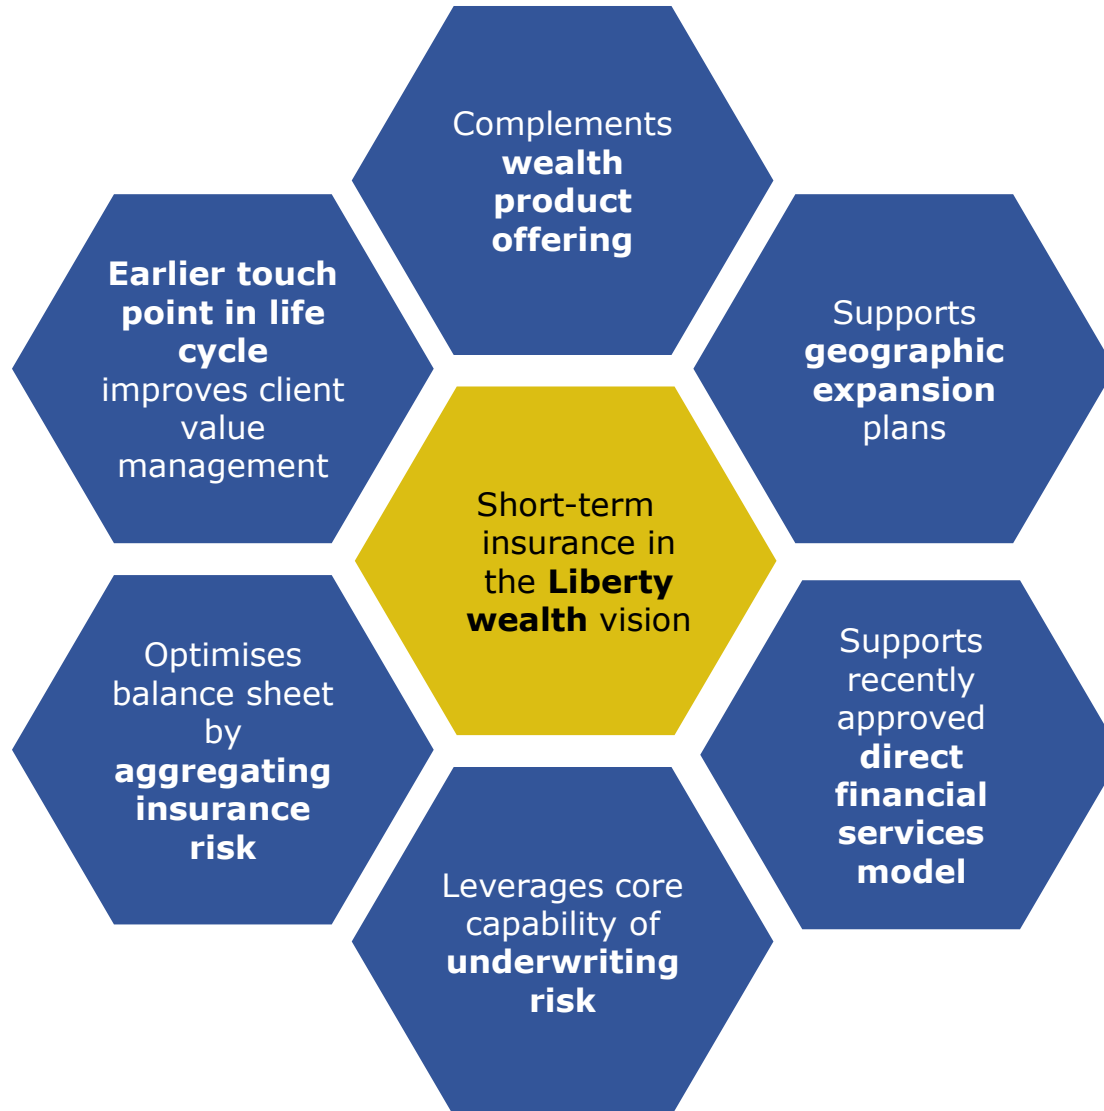 Complements
wealth
product
offering
Earlier touch
point in life
cycle
improves client
value
management
Supports
geographic
expansion
plans
Short-term
insurance in
the Liberty
wealth vision
Optimises
balance sheet
by
aggregating
insurance
risk
Supports
recently
approved
direct
financial
services
model
Leverages core
capability of
underwriting
risk